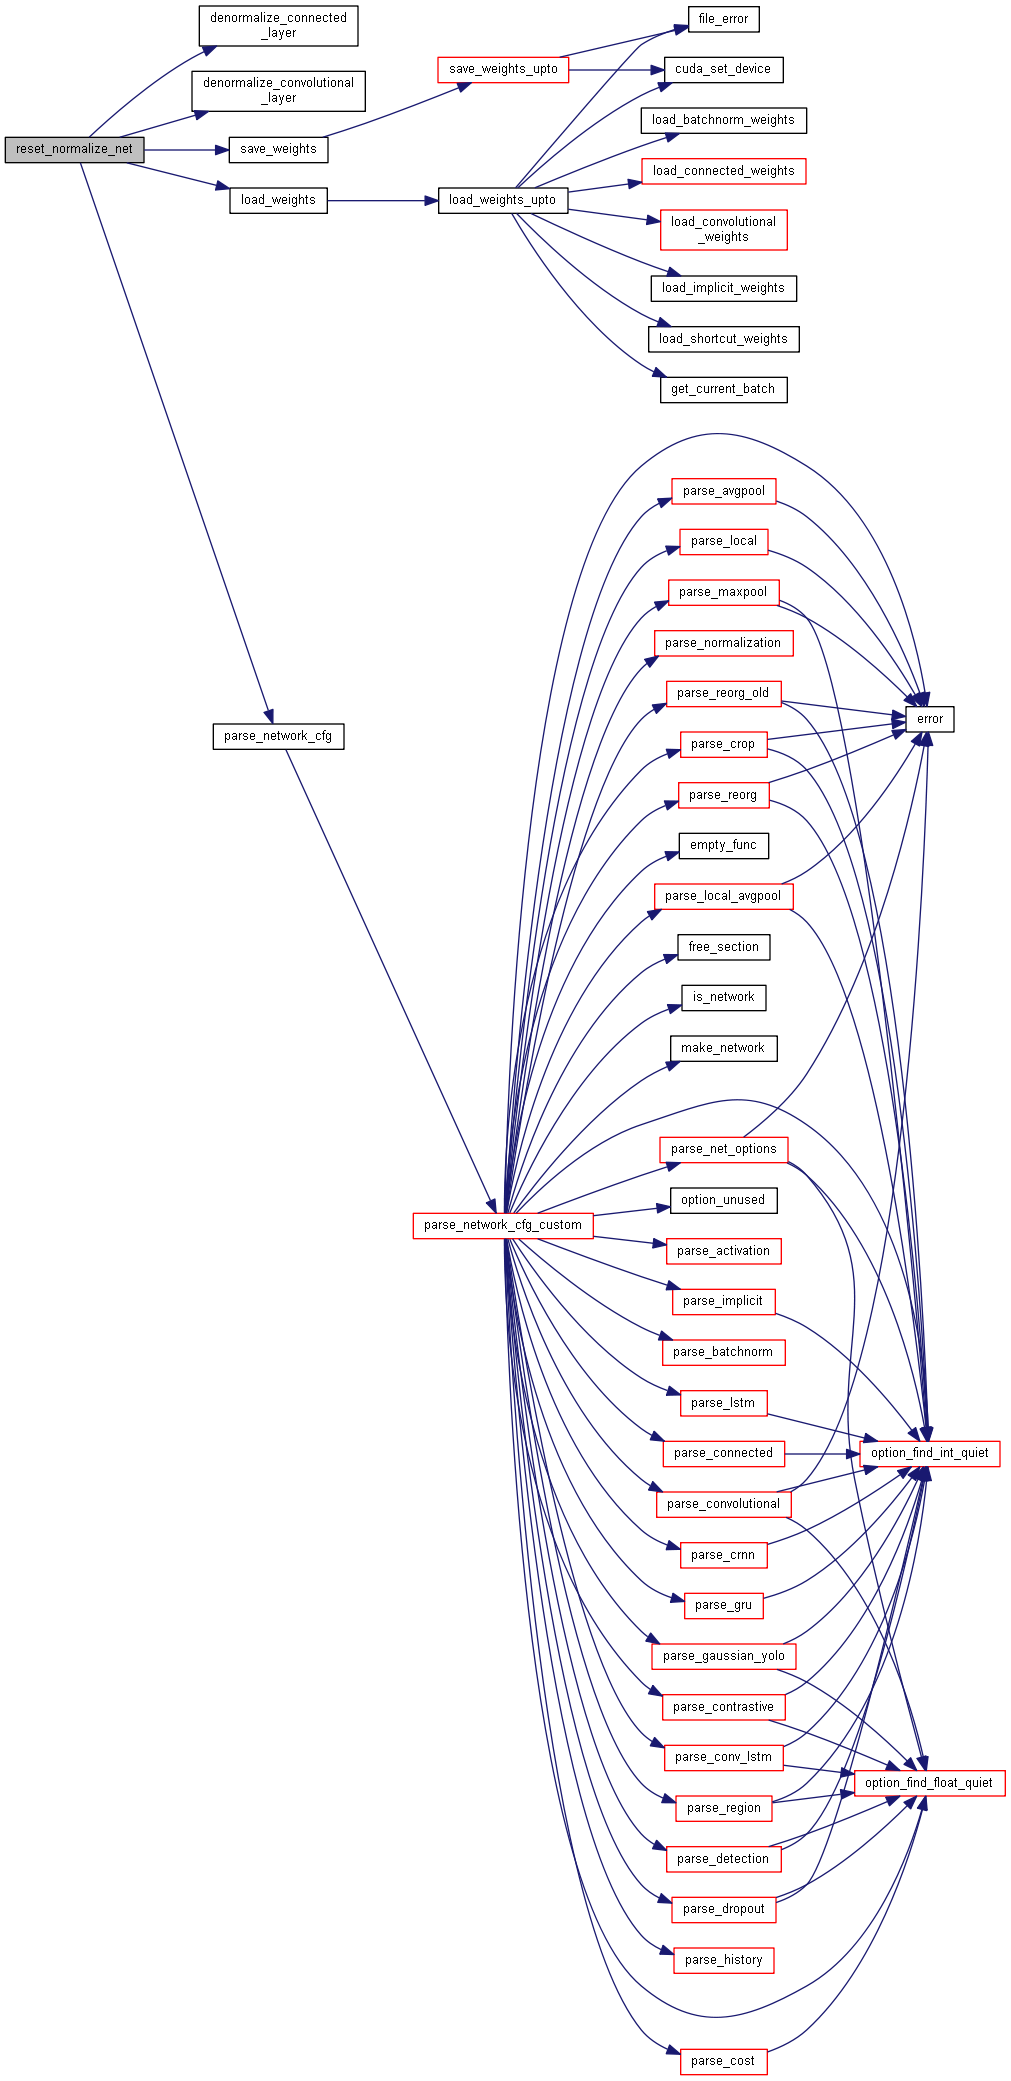 reset_normalize_net
denormalize_connected
_layer
denormalize_convolutional
_layer
save_weights
load_weights
parse_network_cfg
save_weights_upto
load_weights_upto
file_error
cuda_set_device
load_batchnorm_weights
load_connected_weights
load_convolutional
_weights
load_implicit_weights
load_shortcut_weights
get_current_batch
parse_network_cfg_custom
parse_avgpool
parse_local
parse_maxpool
parse_normalization
parse_reorg_old
parse_crop
parse_reorg
empty_func
parse_local_avgpool
free_section
is_network
make_network
parse_net_options
option_unused
parse_activation
parse_implicit
parse_batchnorm
parse_lstm
parse_connected
parse_convolutional
parse_crnn
parse_gru
parse_gaussian_yolo
parse_contrastive
parse_conv_lstm
parse_region
parse_detection
parse_dropout
parse_history
parse_cost
error
option_find_int_quiet
option_find_float_quiet